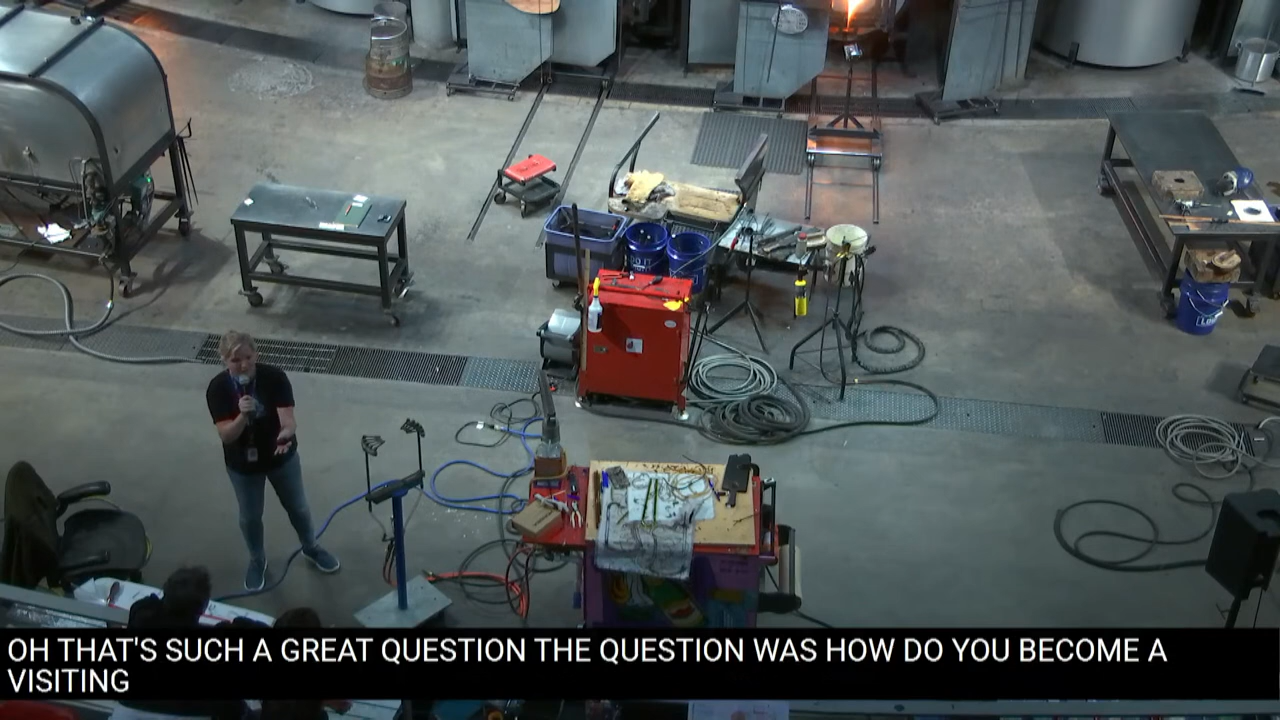 OH THAT'S SUCH A GREAT QUESTION THE QUESTION WAS HOW DO YOU BECOME A
VISITING